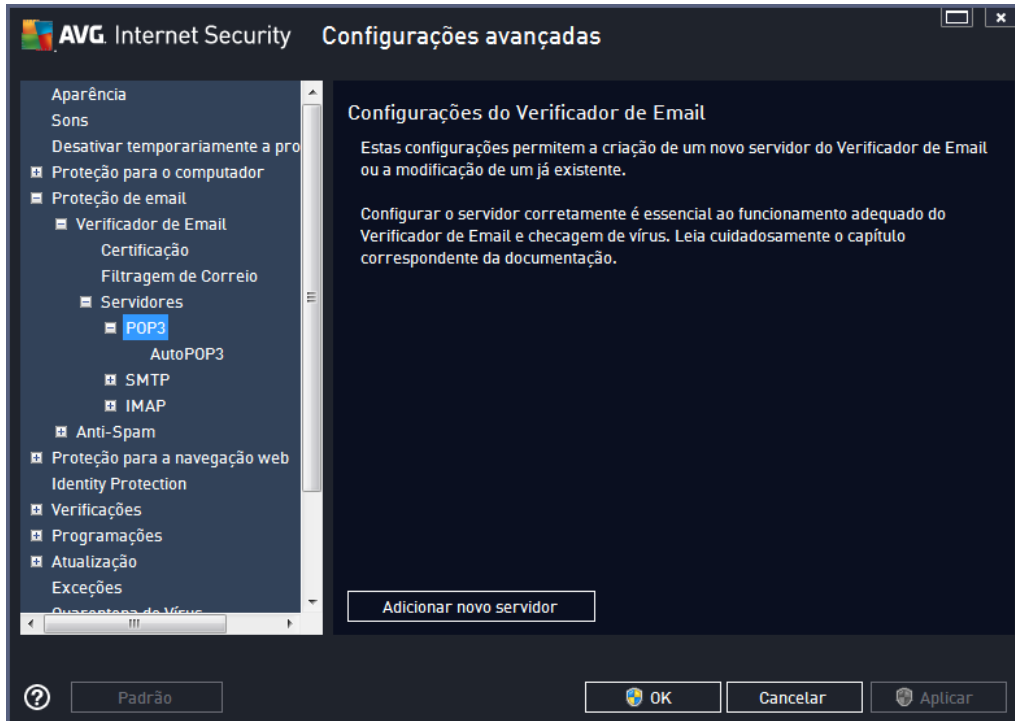 AVG. Internet Security Configurações avançadas
Aparência
Sons
Desativar temporariamente a pro
Proteção para o computador
Proteção de email
Verificador de Email
Certificação
Filtragem de Correio
Servidores
POP3
AutoPOP3
SMTP
IMAP
Anti-Spam
Proteção para a navegação web
Identity Protection
Verificações
Programações
Atualização
Exceções
Quarentena de Vírus
Configurações do Verificador de Email
Estas configurações permitem a criação de um novo servidor do Verificador de Email
ou a modificação de um já existente.
Configurar o servidor corretamente é essencial ao funcionamento adequado do
Verificador de Email e checagem de vírus. Leia cuidadosamente o capítulo
correspondente da documentação.
Adicionar novo servidor
Padrão
OK
Cancelar
Aplicar